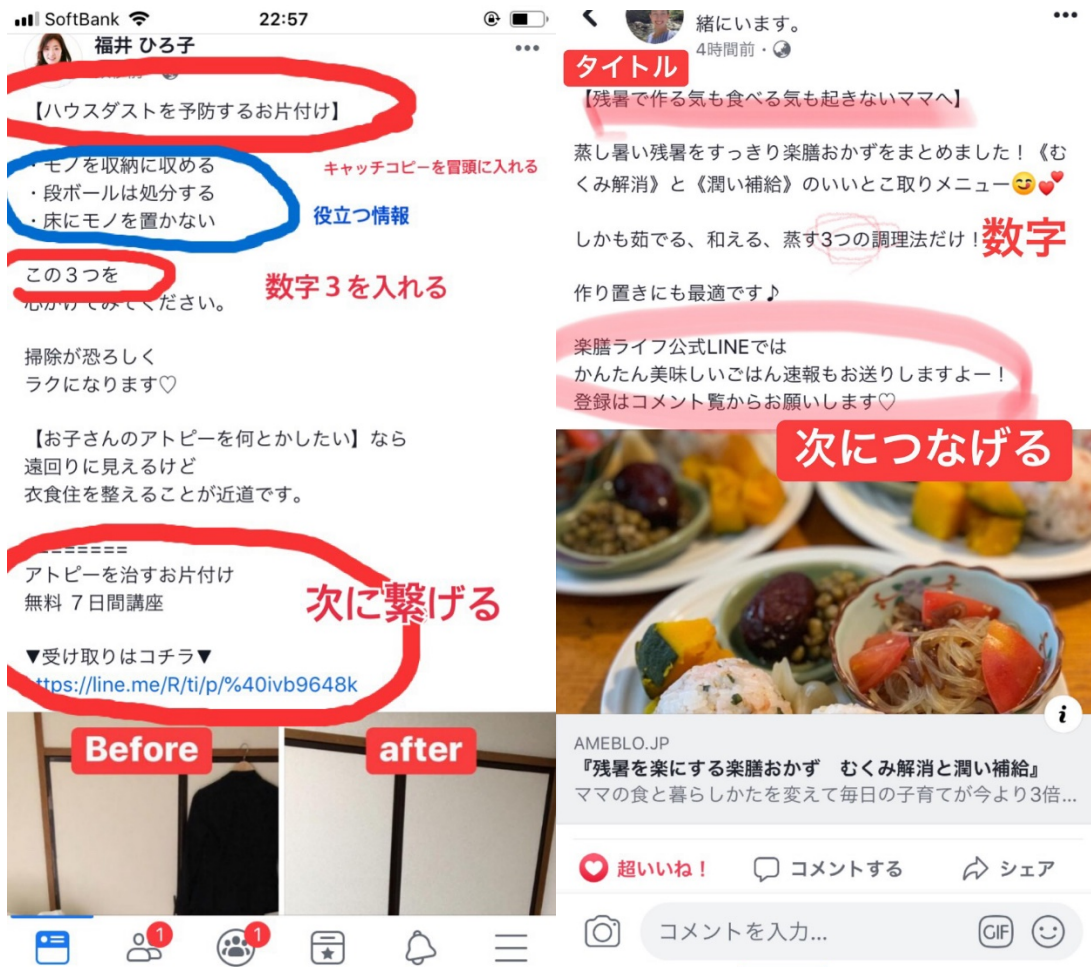 SoftBank 22:57
福井 ひろ子
【ハウスダストを予防するお片付け】
・モノを収納に収める
キャッチコピーを冒頭に入れる
・段ボールは処分する
・床にモノを置かない
役立つ情報
この3つを
数字3を入れる
心がけてみてください。
掃除が恐ろしく
ラクになります♡
【お子さんのアトピーを何とかしたい】なら
遠回りに見えるけど
衣食住を整えることが近道です。
========
アトピーを治すお片付け
無料 7日間講座
次に繋げる
▼受け取りはコチラ▼
https://line.me/R/ti/p/%40ivb9648k
Before
after
1
1
緒にいます。
4時間前・
タイトル
【残暑で作る気も食べる気も起きないママへ】
蒸し暑い残暑をすっきり楽膳おかずをまとめました！《む
くみ解消》と《潤い補給》のいいとこ取りメニュー😋💕
しかも茹でる、和える、蒸す3つの調理法だけ！
数字
作り置きにも最適です♪
楽膳ライフ公式LINEでは
かんたん美味しいごはん速報もお送りしますよー！
登録はコメント覧からお願いします♡
次につなげる
AMEBLO.JP
『残暑を楽にする楽膳おかず　むくみ解消と潤い補給』
ママの食と暮らしかたを変えて毎日の子育てが今より3倍...
超いいね！ コメントする シェア
コメントを入力... GIF